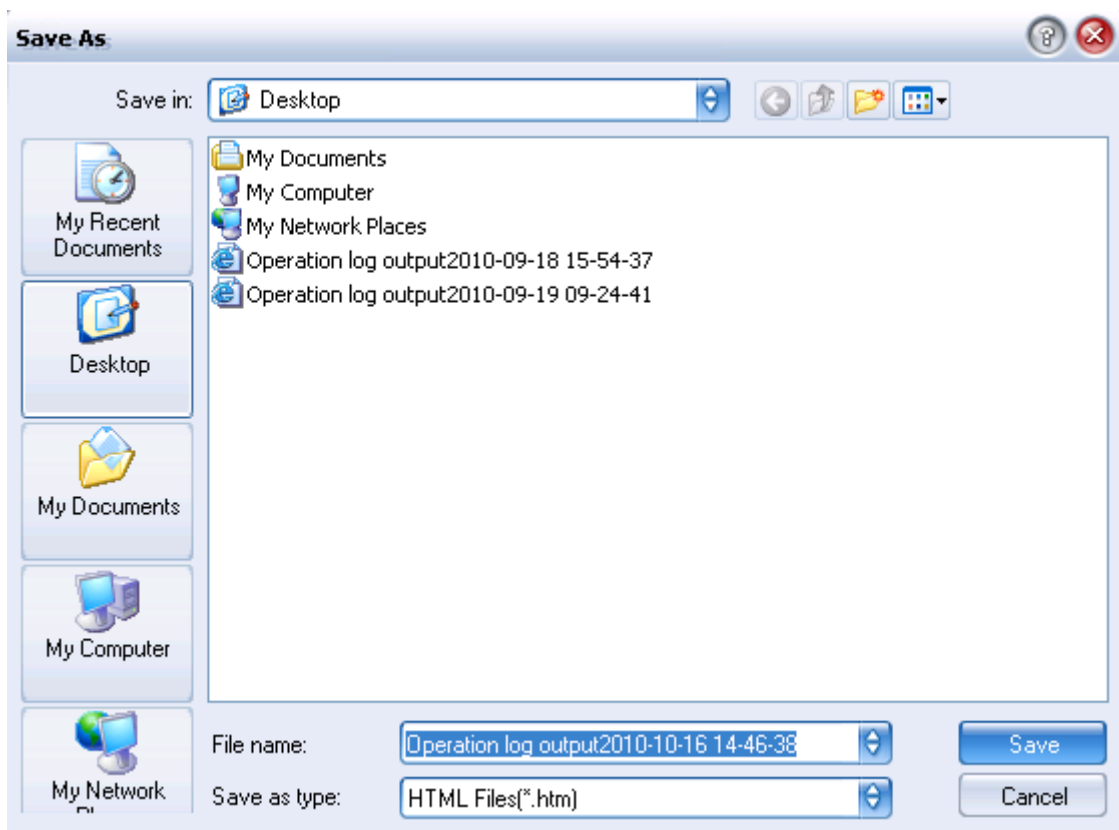 Save As
Save in:
Desktop
My Recent
Documents
Desktop
My Documents
My Computer
My Network
My Documents
My Computer
My Network Places
Operation log output2010-09-18 15-54-37
Operation log output2010-09-19 09-24-41
File name:
Operation log output2010-10-16 14-46-38
Save
Save as type:
HTML Files(*.htm)
Cancel